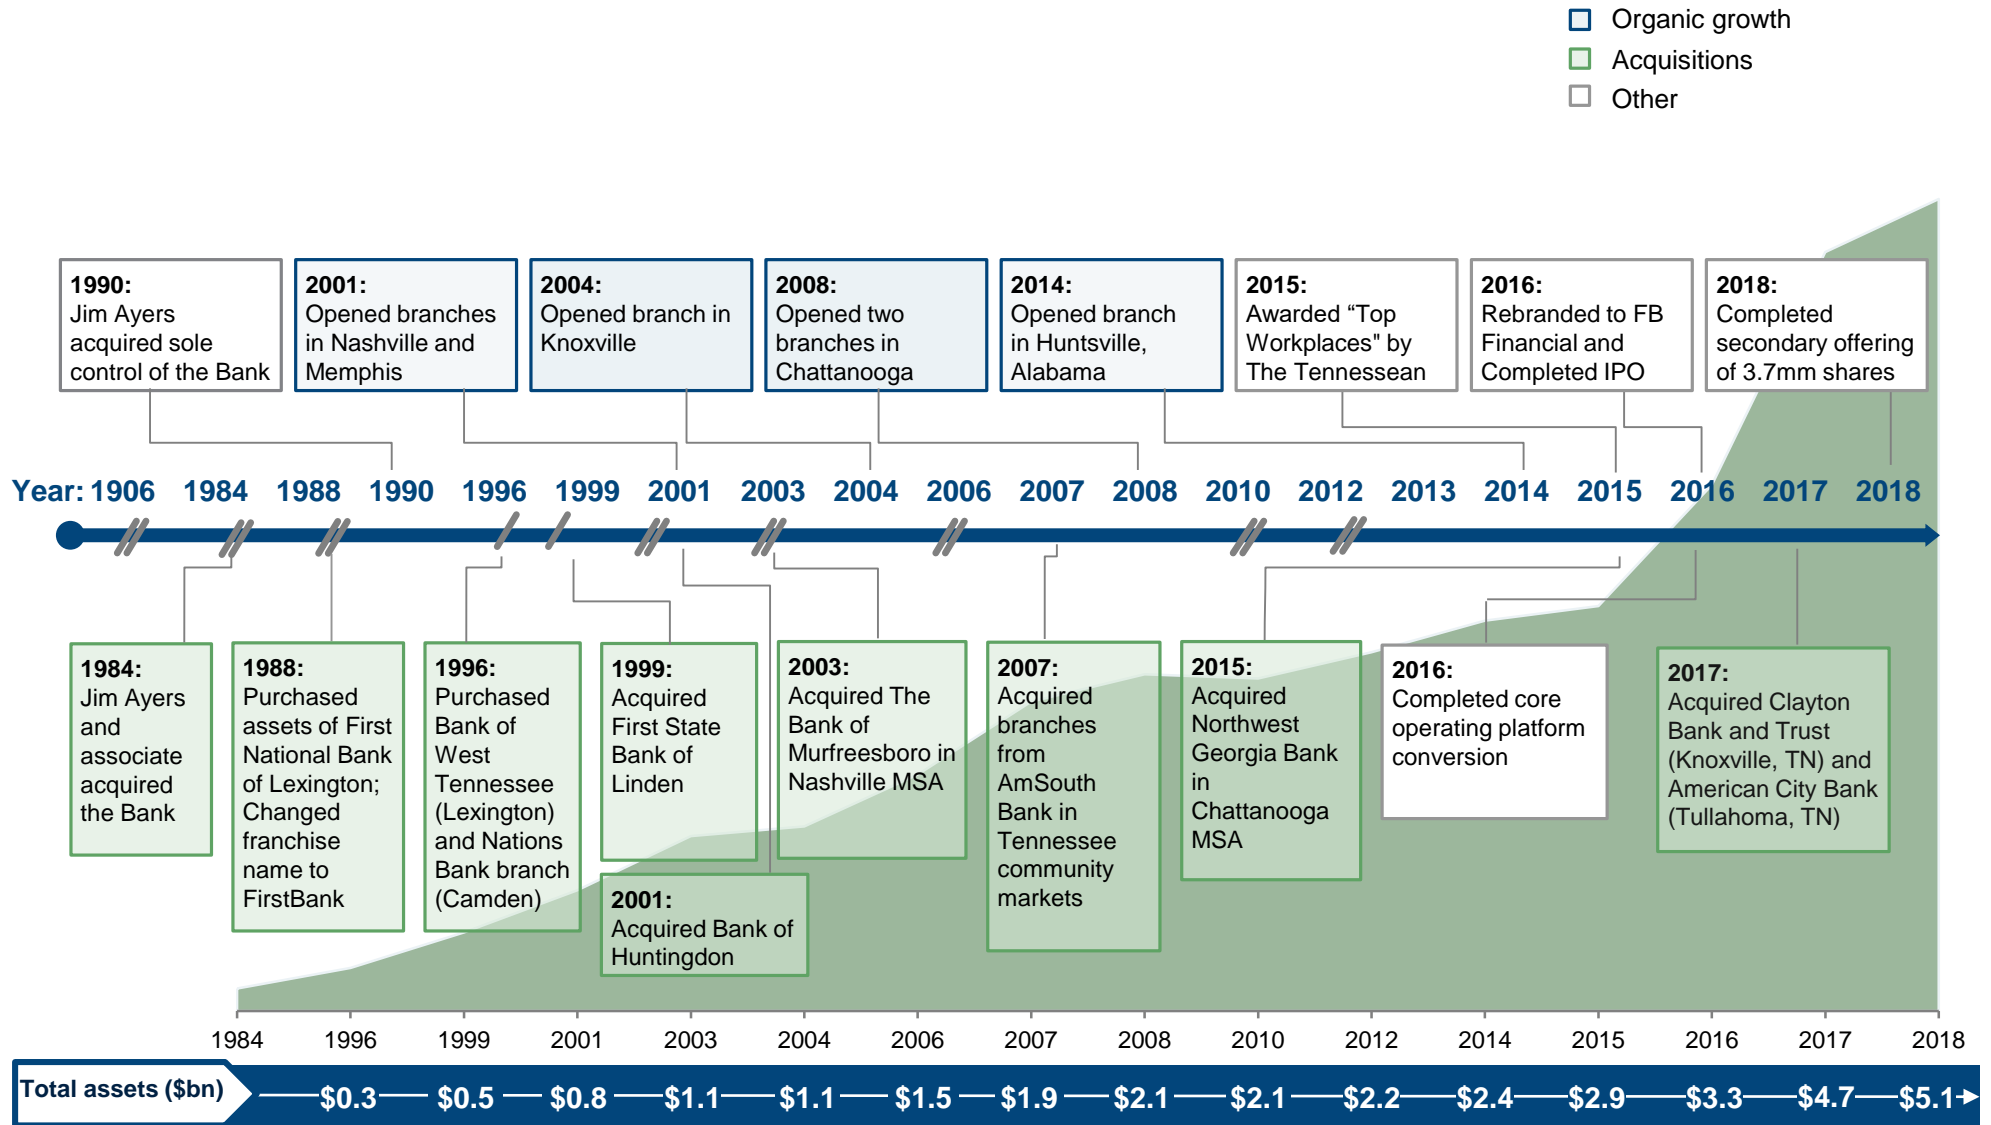 Organic growth
Acquisitions
Other
1990:
Jim Ayers
acquired sole
control of the Bank
2001:
Opened branches
in Nashville and
Memphis
2004:
Opened branch in
Knoxville
2008:
Opened two
branches in
Chattanooga
2014:
Opened branch
in Huntsville,
Alabama
2015:
Awarded “Top
Workplaces" by
The Tennessean
2016:
Rebranded to FB
Financial and
Completed IPO
2018:
Completed
secondary offering
of 3.7mm shares
Year: 1906 1984 1988 1990 1996 1999 2001 2003 2004 2006 2007 2008 2010 2012 2013 2014 2015 2016 2017 2018
1984:
Jim Ayers
and
associate
acquired
the Bank
1988:
Purchased
assets of First
National Bank
of Lexington;
Changed
franchise
name to
FirstBank
1996:
Purchased
Bank of
West
Tennessee
(Lexington)
and Nations
Bank branch
(Camden)
1999:
Acquired
First State
Bank of
Linden
2001:
Acquired Bank of
Huntingdon
2003:
Acquired The
Bank of
Murfreesboro in
Nashville MSA
2007:
Acquired
branches
from
AmSouth
Bank in
Tennessee
community
markets
2015:
Acquired
Northwest
Georgia Bank
in
Chattanooga
MSA
2016:
Completed core
operating platform
conversion
2017:
Acquired Clayton
Bank and Trust
(Knoxville, TN) and
American City Bank
(Tullahoma, TN)
1984 1996 1999 2001 2003 2004 2006 2007 2008 2010 2012 2014 2015 2016 2017 2018
Total assets ($bn) $0.3 $0.5 $0.8 $1.1 $1.1 $1.5 $1.9 $2.1 $2.1 $2.2 $2.4 $2.9 $3.3 $4.7 $5.1